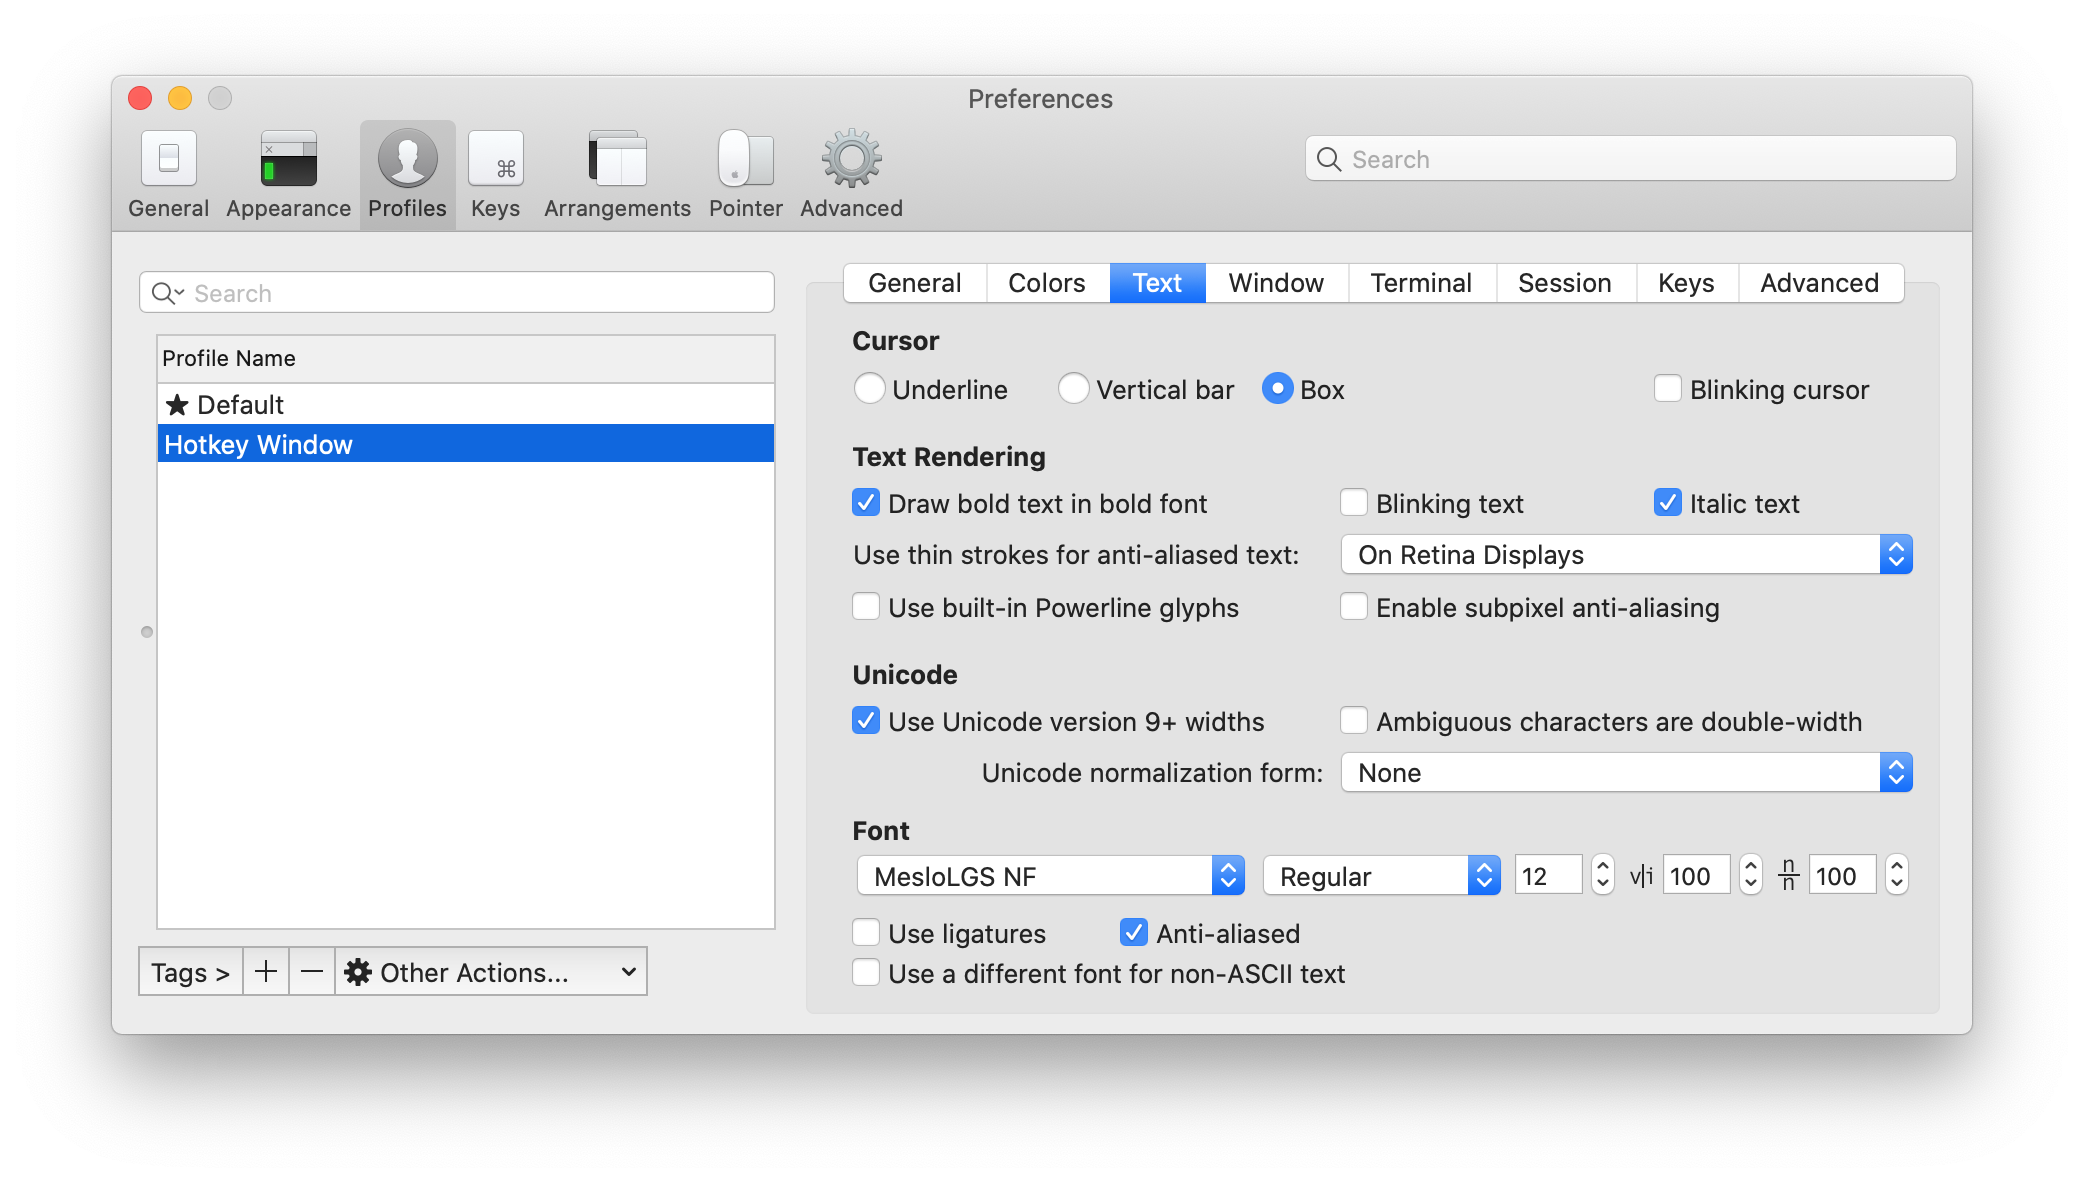 Preferences
General Appearance Profiles Keys Arrangements Pointer Advanced
Search
Search
Profile Name
★ Default
Hotkey Window
Tags > + − Other Actions...
General Colors Text Window Terminal Session Keys Advanced
Cursor
Underline Vertical bar Box Blinking cursor
Text Rendering
Draw bold text in bold font Blinking text Italic text
Use thin strokes for anti-aliased text: On Retina Displays
Use built-in Powerline glyphs Enable subpixel anti-aliasing
Unicode
Use Unicode version 9+ widths Ambiguous characters are double-width
Unicode normalization form: None
Font
MesloLGS NF Regular 12 v|i 100 n/n 100
Use ligatures Anti-aliased
Use a different font for non-ASCII text